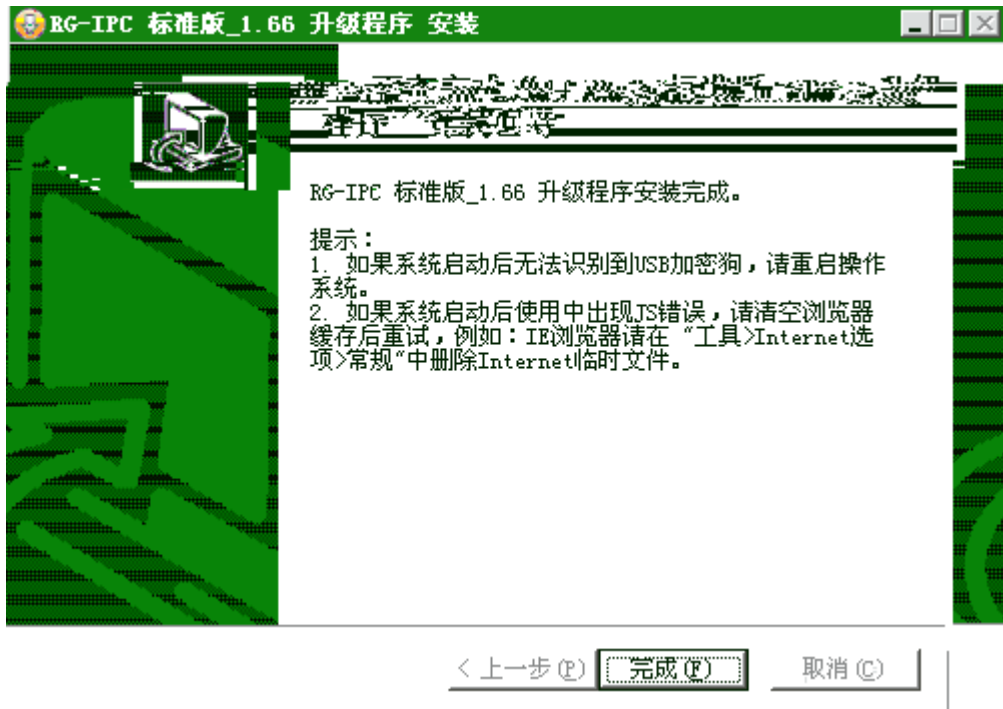 RG-IPC 标准版_1.66 升级程序 安装
RG-IPC 标准版_1.66 升级程序安装完成。
提示：
1. 如果系统启动后无法识别到USB加密狗，请重启操作
系统。
2. 如果系统启动后使用中出现JS错误，请清空浏览器
缓存后重试，例如：IE浏览器请在 “工具>Internet选
项>常规“中删除Internet临时文件。
< 上一步(P) 完成(F) 取消(C)